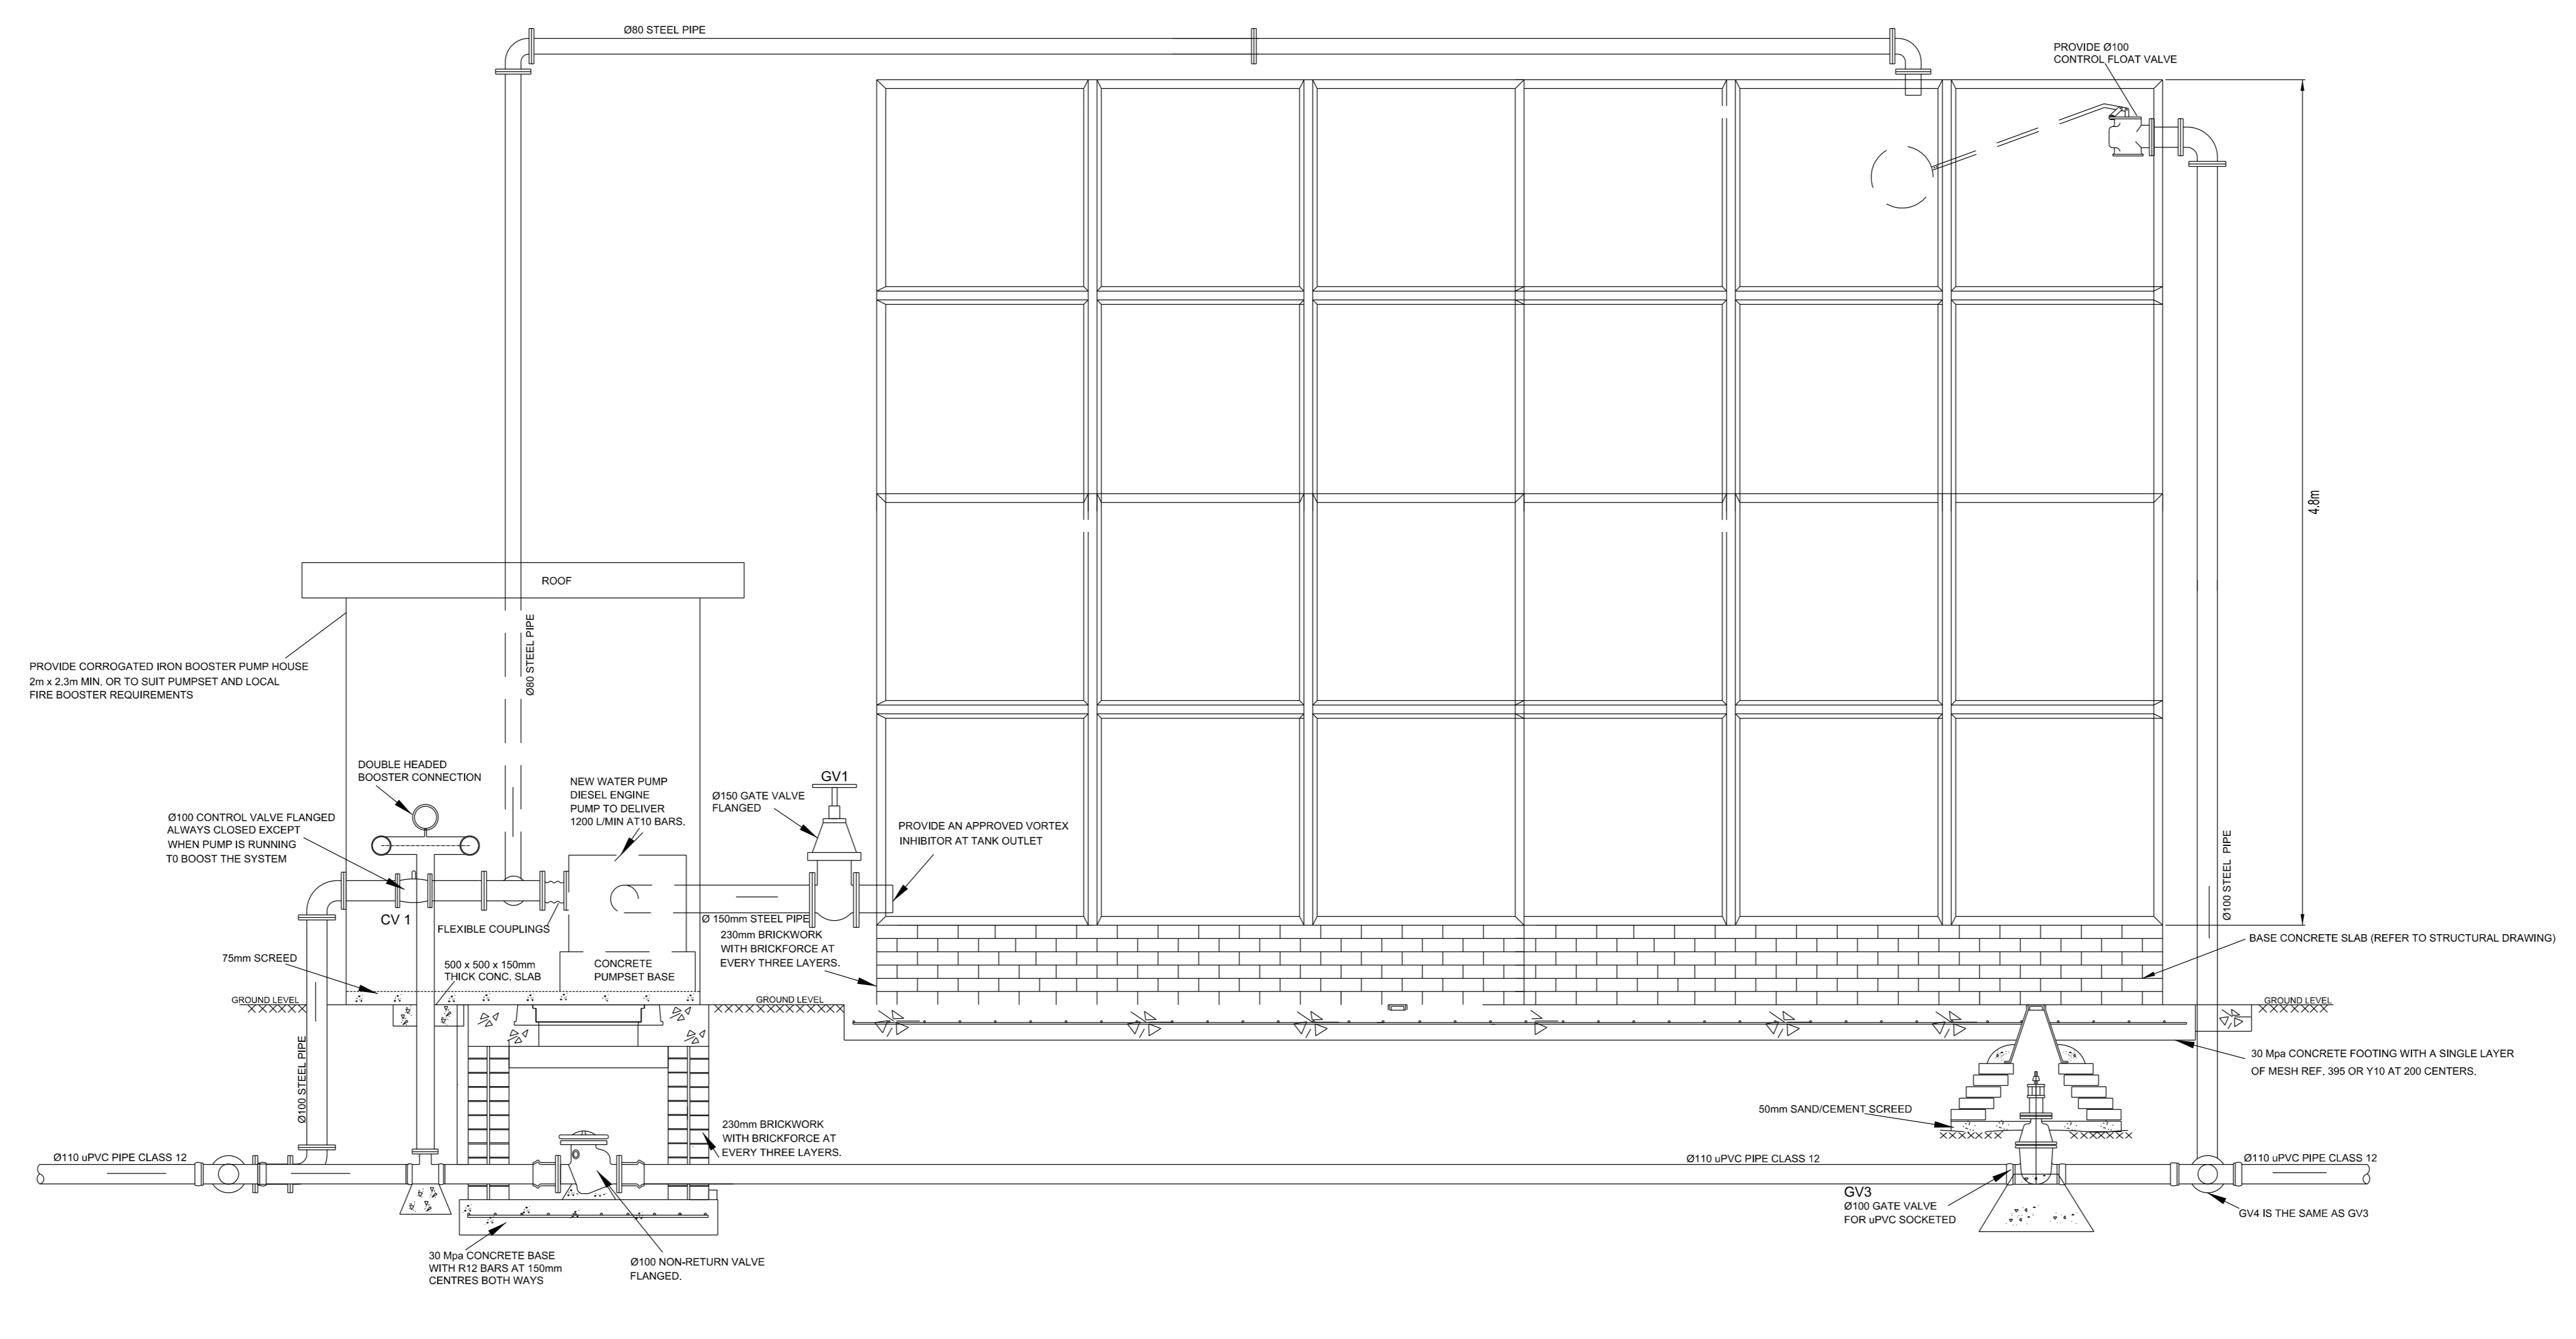 Ø80 STEEL PIPE
PROVIDE Ø100
CONTROL FLOAT VALVE
4.8m
ROOF
Ø80 STEEL PIPE
PROVIDE CORROGATED IRON BOOSTER PUMP HOUSE
2m x 2.3m MIN. OR TO SUIT PUMPSET AND LOCAL
FIRE BOOSTER REQUIREMENTS
DOUBLE HEADED
BOOSTER CONNECTION
NEW WATER PUMP
DIESEL ENGINE
PUMP TO DELIVER
1200 L/MIN AT10 BARS.
GV1
Ø150 GATE VALVE
FLANGED
Ø100 CONTROL VALVE FLANGED
ALWAYS CLOSED EXCEPT
WHEN PUMP IS RUNNING
T0 BOOST THE SYSTEM
PROVIDE AN APPROVED VORTEX
INHIBITOR AT TANK OUTLET
Ø100 STEEL PIPE
CV 1
FLEXIBLE COUPLINGS
Ø 150mm STEEL PIPE
230mm BRICKWORK
WITH BRICKFORCE AT
EVERY THREE LAYERS.
BASE CONCRETE SLAB (REFER TO STRUCTURAL DRAWING)
75mm SCREED
500 x 500 x 150mm
THICK CONC. SLAB
CONCRETE
PUMPSET BASE
GROUND LEVEL
GROUND LEVEL
GROUND LEVEL
Ø100 STEEL PIPE
30 Mpa CONCRETE FOOTING WITH A SINGLE LAYER
OF MESH REF. 395 OR Y10 AT 200 CENTERS.
50mm SAND/CEMENT SCREED
230mm BRICKWORK
WITH BRICKFORCE AT
EVERY THREE LAYERS.
Ø110 uPVC PIPE CLASS 12
Ø110 uPVC PIPE CLASS 12
Ø110 uPVC PIPE CLASS 12
GV3
Ø100 GATE VALVE
FOR uPVC SOCKETED
GV4 IS THE SAME AS GV3
30 Mpa CONCRETE BASE
WITH R12 BARS AT 150mm
CENTRES BOTH WAYS
Ø100 NON-RETURN VALVE
FLANGED.